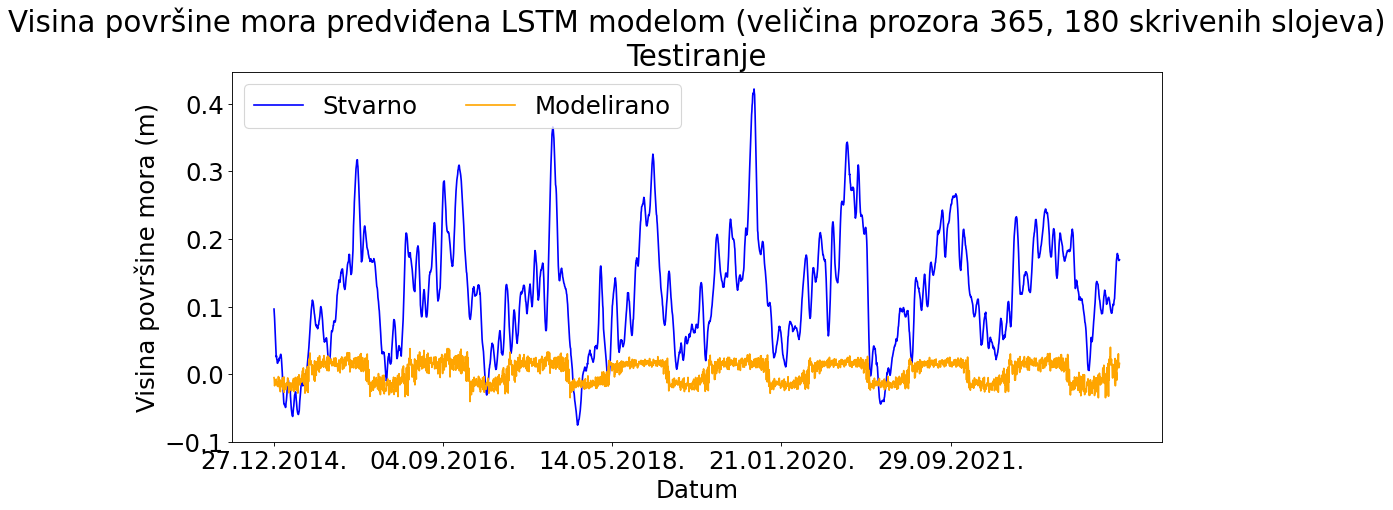 Visina površine mora predviđena LSTM modelom (veličina prozora 365, 180 skrivenih slojeva)
Testiranje
Stvarno Modelirano
Visina površine mora (m)
0.4
0.3
0.2
0.1
0.0
−0.1
27.12.2014. 04.09.2016. 14.05.2018. 21.01.2020. 29.09.2021.
Datum